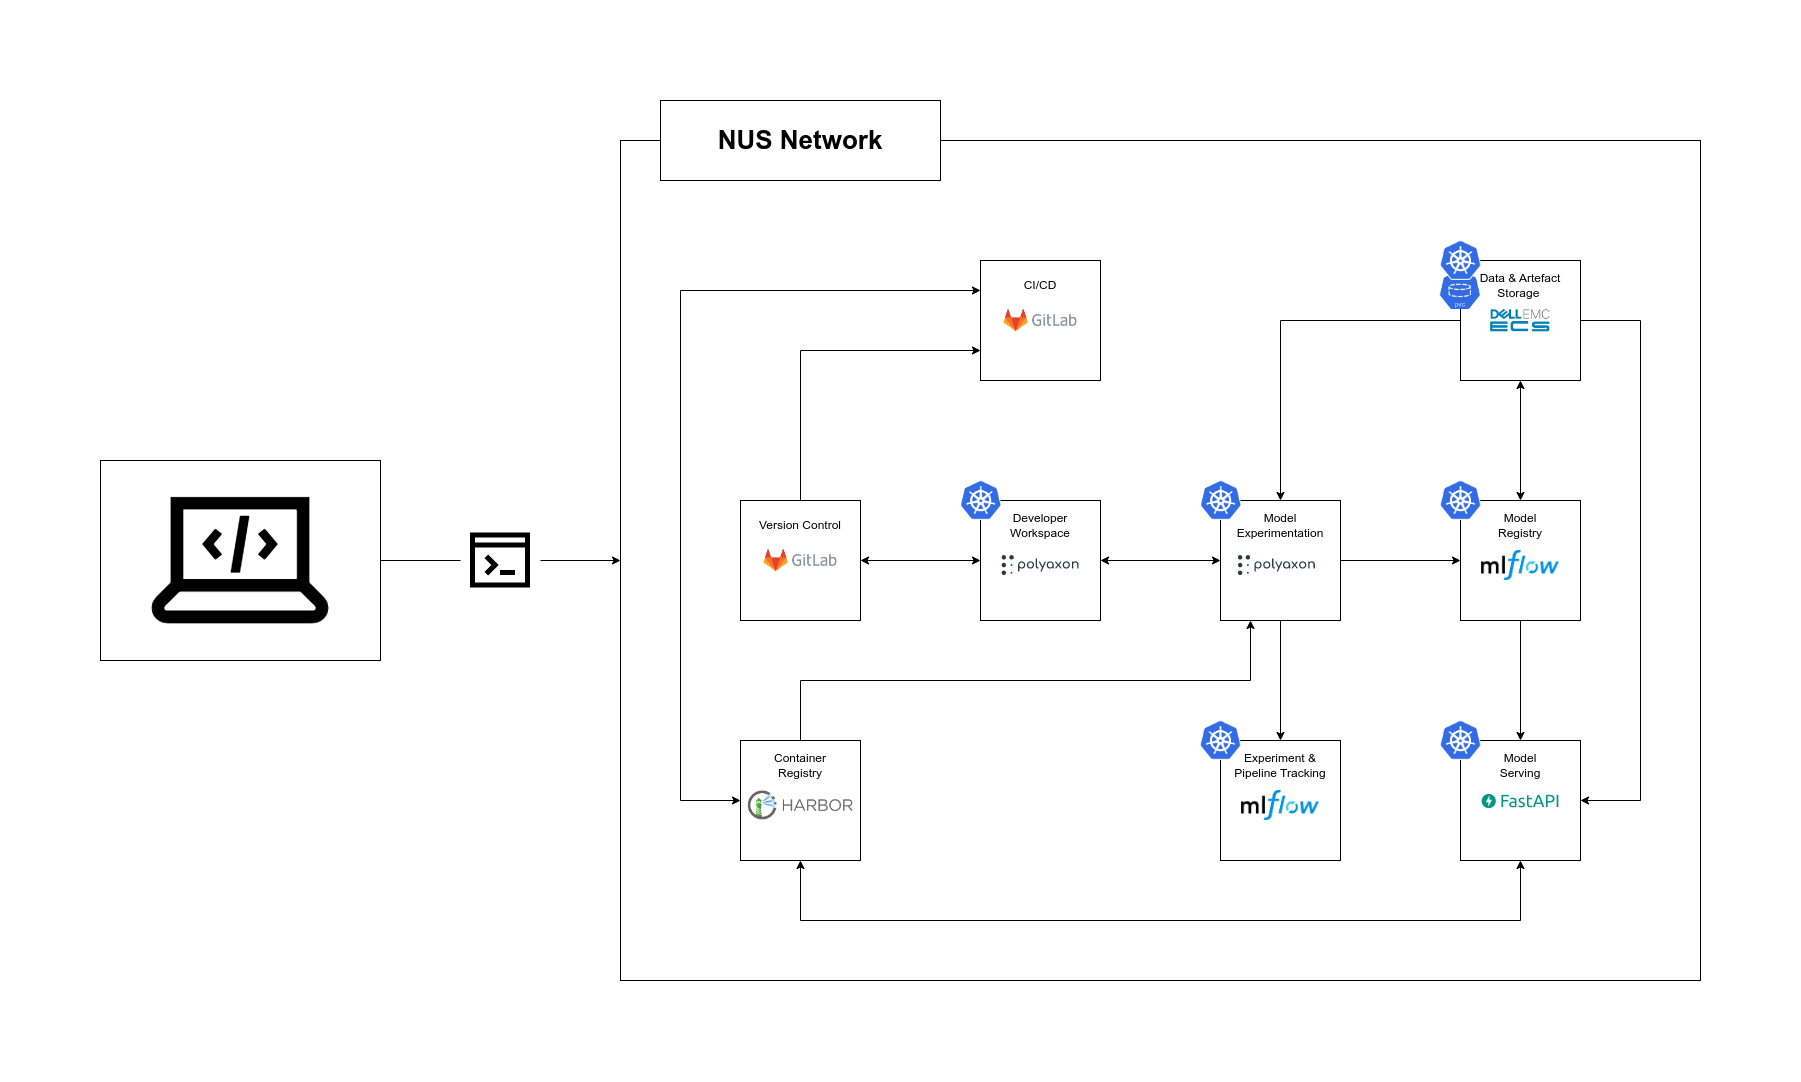 NUS Network
CI/CD
GitLab
Data & Artefact
Storage
pvc
DELLEMC
ECS
Version Control
GitLab
Developer
Workspace
polyaxon
Model
Experimentation
polyaxon
Model
Registry
mlflow
Container
Registry
HARBOR
Experiment &
Pipeline Tracking
mlflow
Model
Serving
FastAPI